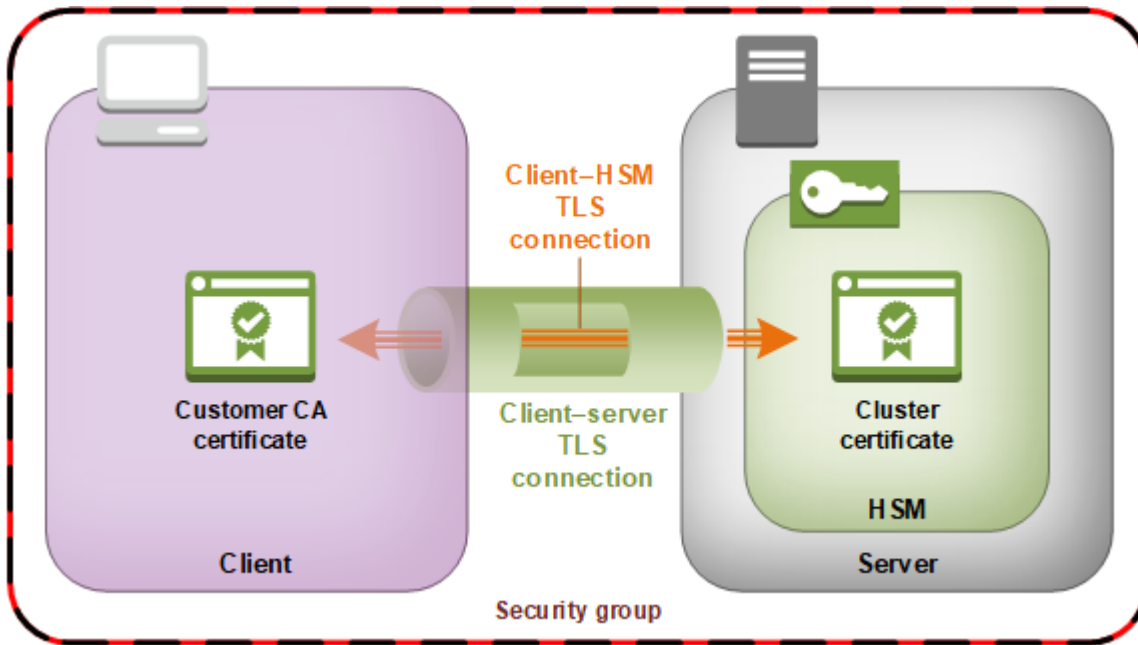 Client–HSM
TLS
connection
Customer CA
certificate
Client–server
TLS
connection
Cluster
certificate
HSM
Client
Server
Security group